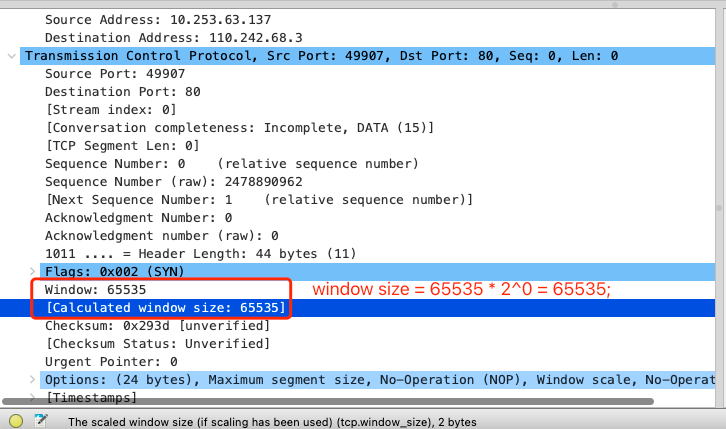 Source Address: 10.253.63.137
Destination Address: 110.242.68.3
Transmission Control Protocol, Src Port: 49907, Dst Port: 80, Seq: 0, Len: 0
Source Port: 49907
Destination Port: 80
[Stream index: 0]
[Conversation completeness: Incomplete, DATA (15)]
[TCP Segment Len: 0]
Sequence Number: 0    (relative sequence number)
Sequence Number (raw): 2478890962
[Next Sequence Number: 1    (relative sequence number)]
Acknowledgment Number: 0
Acknowledgment number (raw): 0
1011 .... = Header Length: 44 bytes (11)
Flags: 0x002 (SYN)
Window: 65535
window size = 65535 * 2^0 = 65535;
[Calculated window size: 65535]
Checksum: 0x293d [unverified]
[Checksum Status: Unverified]
Urgent Pointer: 0
Options: (24 bytes), Maximum segment size, No-Operation (NOP), Window scale, No-Operat
[Timestamps]
The scaled window size (if scaling has been used) (tcp.window_size), 2 bytes